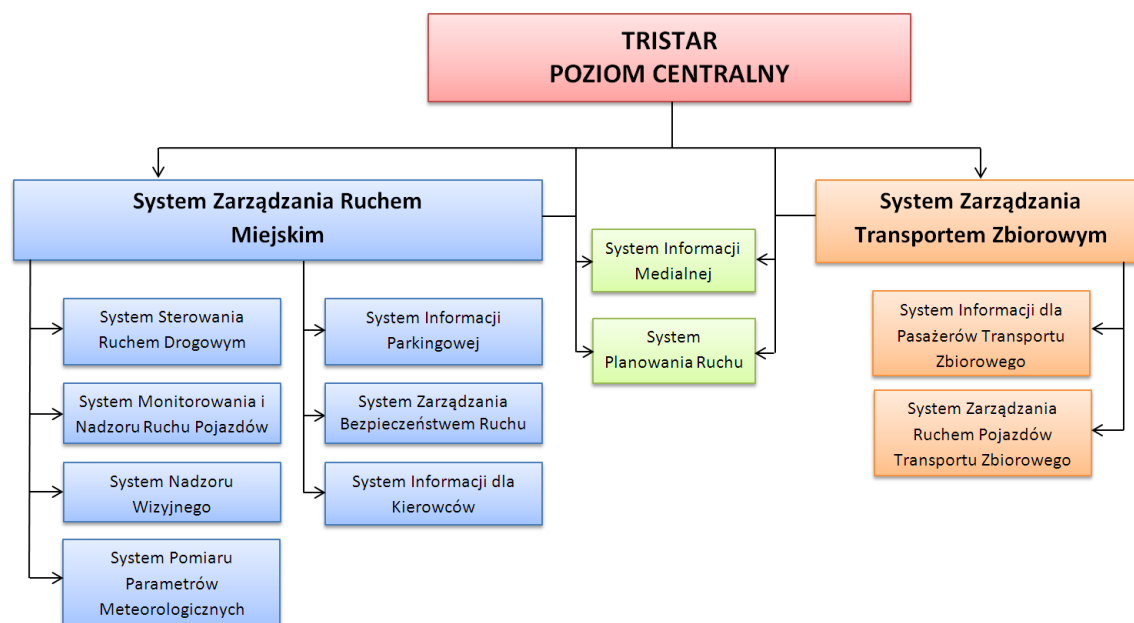 TRISTAR
POZIOM CENTRALNY
System Zarządzania Ruchem
Miejskim
System Sterowania
Ruchem Drogowym
System Monitorowania i
Nadzoru Ruchu Pojazdów
System Nadzoru
Wizyjnego
System Pomiaru
Parametrów
Meteorologicznych
System Informacji
Parkingowej
System Zarządzania
Bezpieczeństwem Ruchu
System Informacji dla
Kierowców
System Informacji
Medialnej
System
Planowania Ruchu
System Zarządzania
Transportem Zbiorowym
System Informacji dla
Pasażerów Transportu
Zbiorowego
System Zarządzania
Ruchem Pojazdów
Transportu Zbiorowego